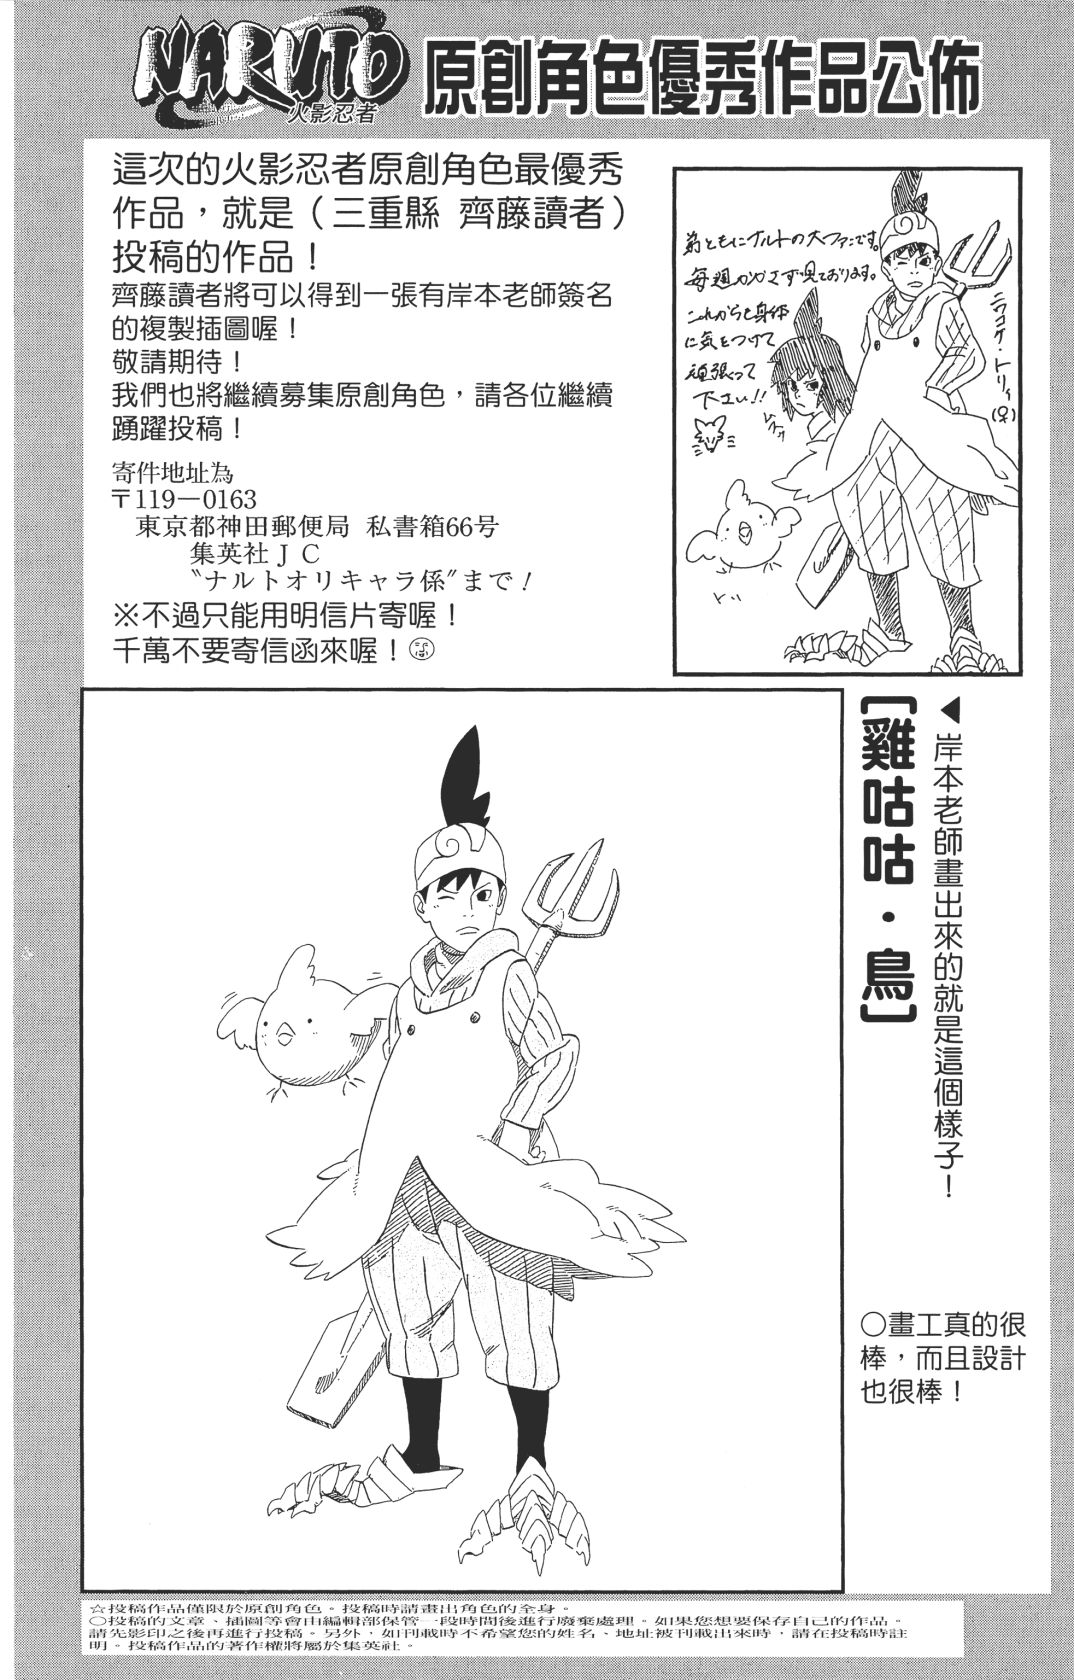 NARUTO
火影忍者
原創角色優秀作品公佈
這次的火影忍者原創角色最優秀
作品，就是（三重縣 齊藤讀者）
投稿的作品！
齊藤讀者將可以得到一張有岸本老師簽名
的複製插圖喔！
敬請期待！
我們也將繼續募集原創角色，請各位繼續
踴躍投稿！
寄件地址為
〒119－0163
東京都神田郵便局 私書箱66号
集英社ＪＣ
〝ナルトオリキャラ係〞まで！
※不過只能用明信片寄喔！
千萬不要寄信函來喔！
弟ともにナルトの大ファンです。
毎週かかさず見ております。
これからも身体
に気をつけて
頑張って
下さい!!
ニワコケ・トリィ
(♀)
◀岸本老師畫出來的就是這個樣子！
［雞咕咕・鳥］
○畫工真的很
棒，而且設計
也很棒！
☆投稿作品僅限於原創角色。投稿時請畫出角色的全身。
○投稿的文章、插圖等會由編輯部保管一段時間後進行廢棄處理。如果您想要保存自己的作品。
請先影印之後再進行投稿。另外，如刊載時不希望您的姓名、地址被刊載出來時，請在投稿時註
明。投稿作品的著作權將屬於集英社。